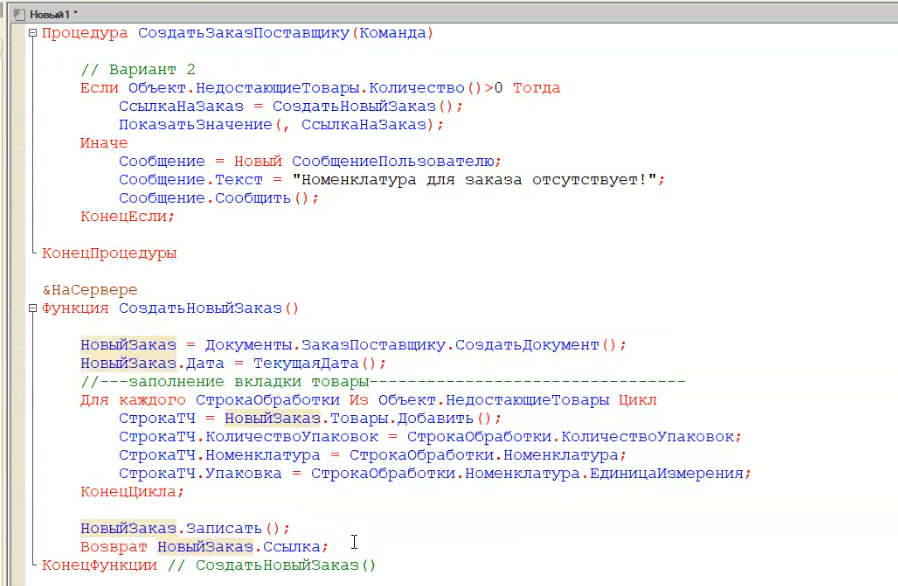 Новый1 *
Процедура СоздатьЗаказПоставщику(Команда)
// Вариант 2
Если Объект.НедостающиеТовары.Количество()>0 Тогда
СсылкаНаЗаказ = СоздатьНовыйЗаказ();
ПоказатьЗначение(, СсылкаНаЗаказ);
Иначе
Сообщение = Новый СообщениеПользователю;
Сообщение.Текст = "Номенклатура для заказа отсутствует!";
Сообщение.Сообщить();
КонецЕсли;
КонецПроцедуры
&НаСервере
Функция СоздатьНовыйЗаказ()
НовыйЗаказ = Документы.ЗаказПоставщику.СоздатьДокумент();
НовыйЗаказ.Дата = ТекущаяДата();
//---заполнение вкладки товары---------------------------------
Для каждого СтрокаОбработки Из Объект.НедостающиеТовары Цикл
СтрокаТЧ = НовыйЗаказ.Товары.Добавить();
СтрокаТЧ.КоличествоУпаковок = СтрокаОбработки.КоличествоУпаковок;
СтрокаТЧ.Номенклатура = СтрокаОбработки.Номенклатура;
СтрокаТЧ.Упаковка = СтрокаОбработки.Номенклатура.ЕдиницаИзмерения;
КонецЦикла;
НовыйЗаказ.Записать();
Возврат НовыйЗаказ.Ссылка;
КонецФункции // СоздатьНовыйЗаказ()